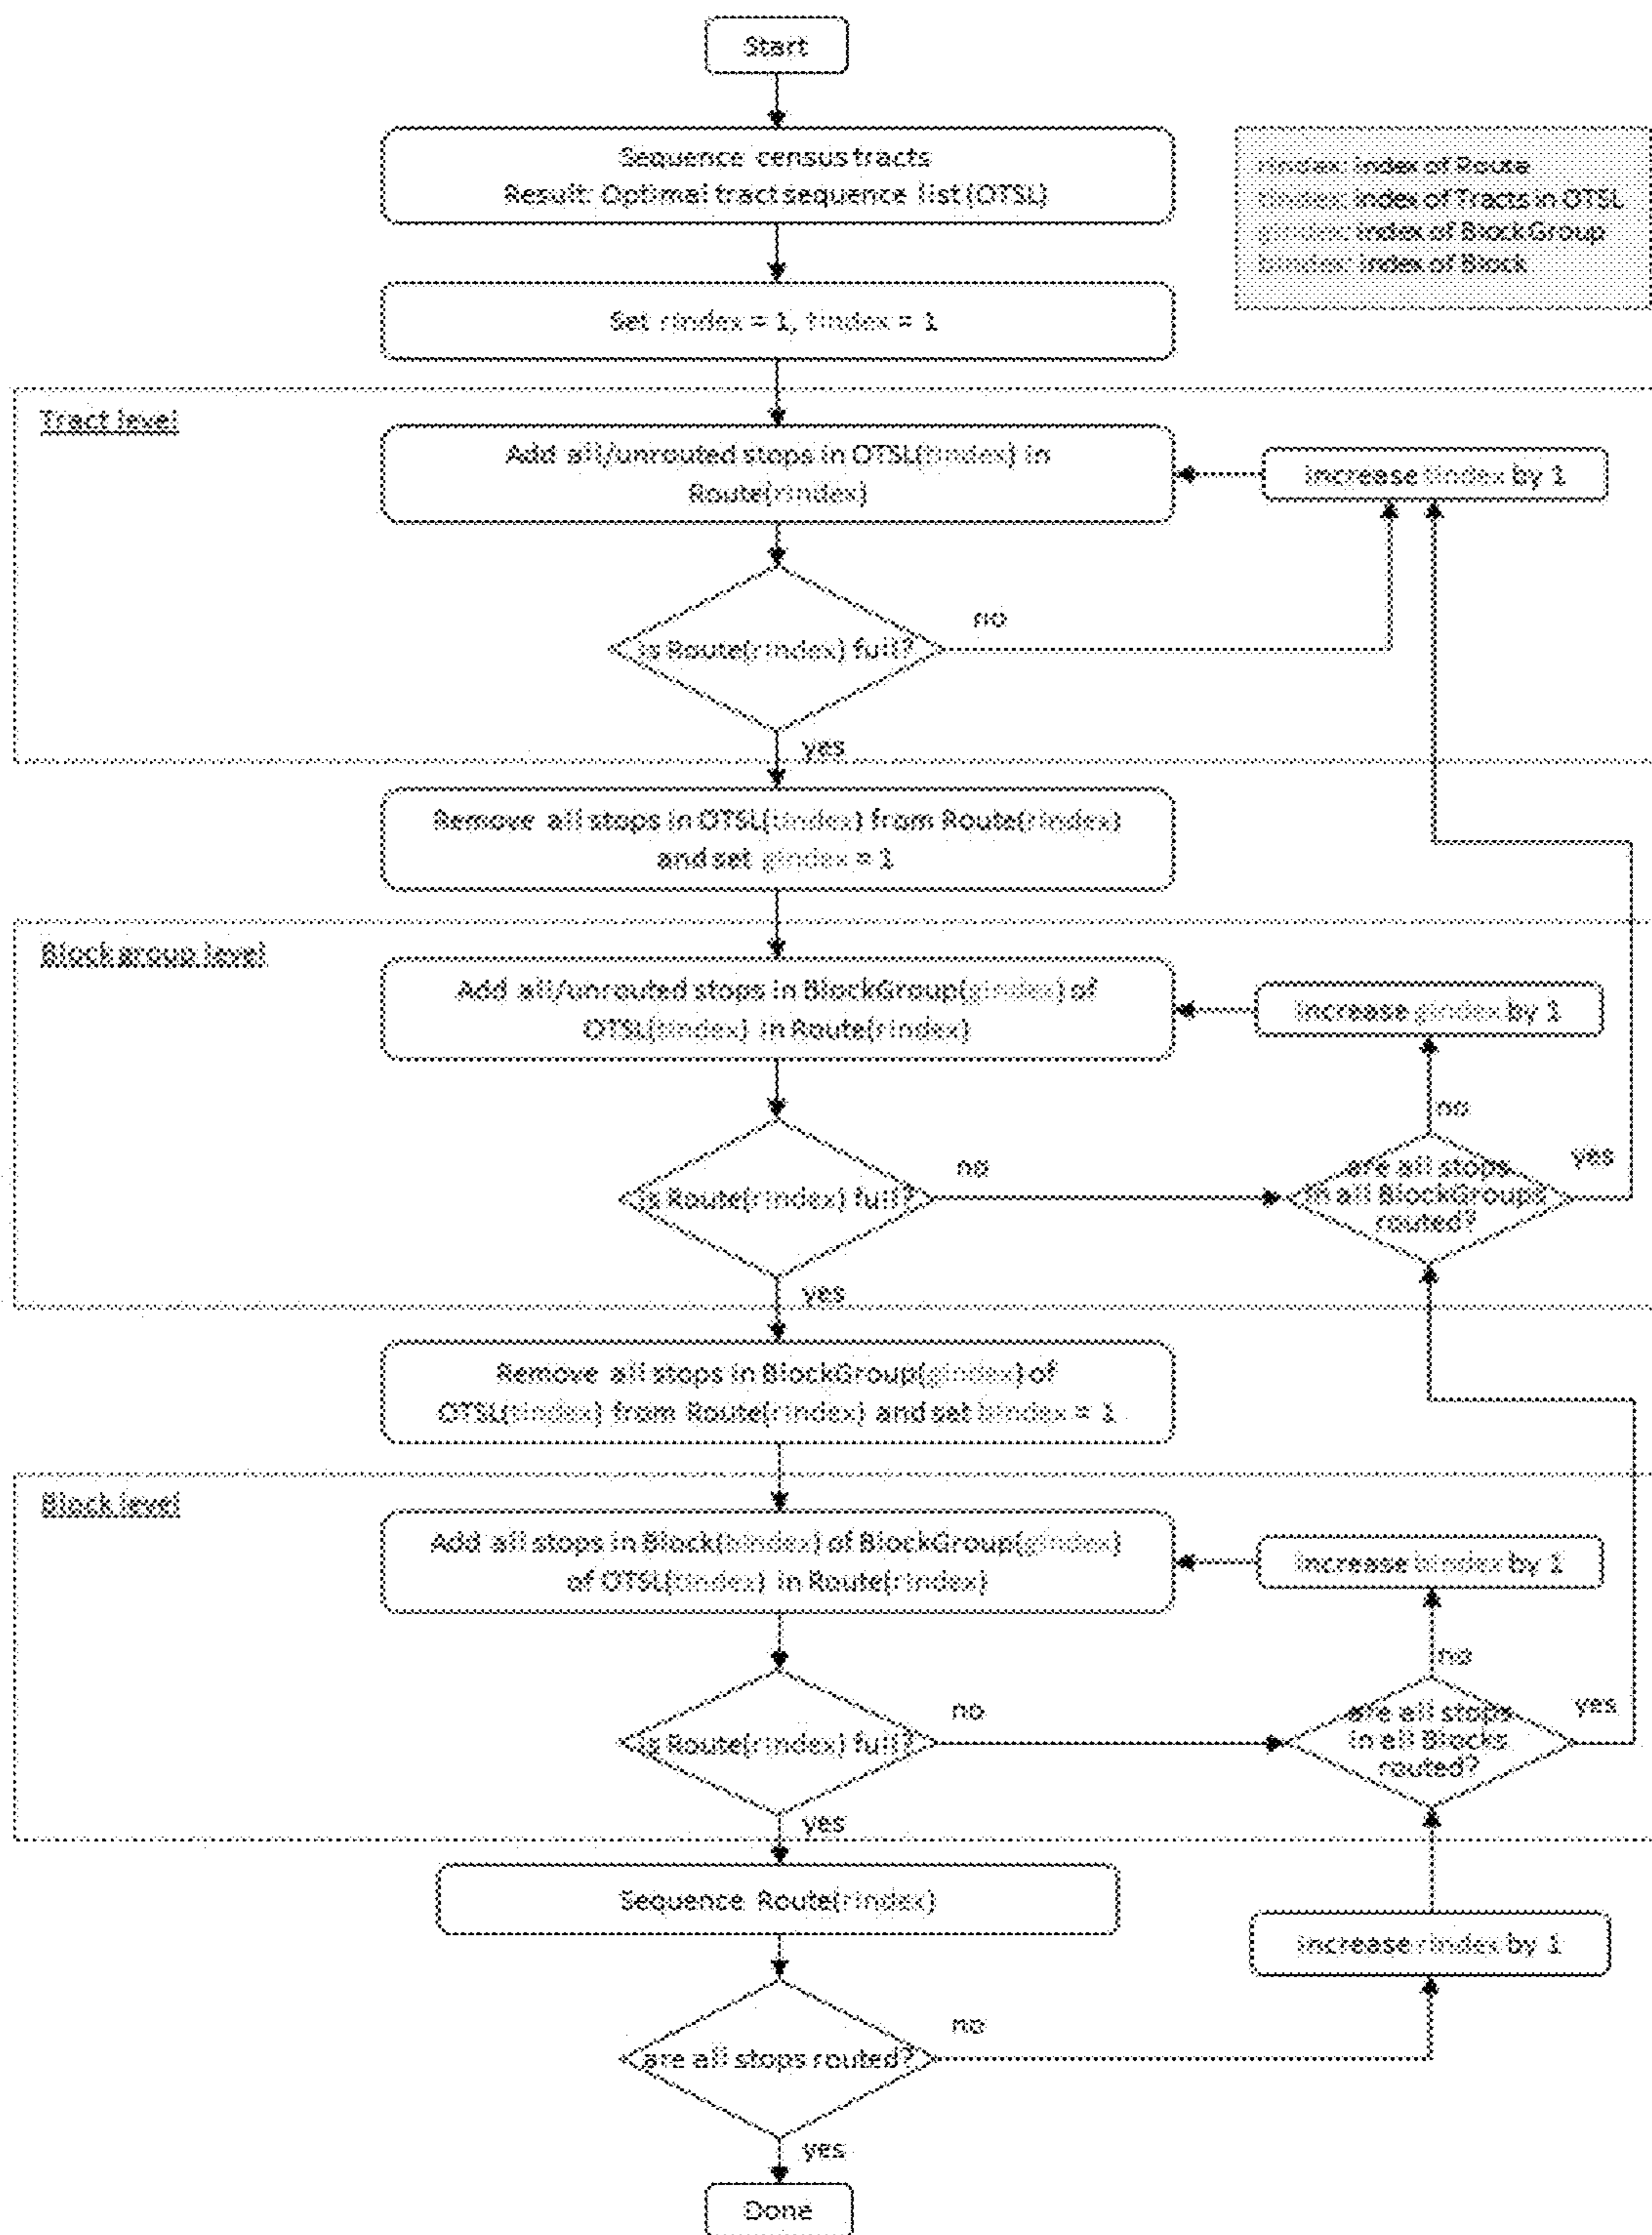 Start
Sequence census tracts
Result: Optimal tract sequence list (OTSL)
rindex: index of Route
tindex: index of Tracts in OTSL
gindex: index of BlockGroup
bindex: index of Block
Set rindex = 1, tindex = 1
Tract level
Add all/unrouted stops in OTSL(tindex) in
Route(rindex)
increase tindex by 1
no
is Route(rindex) full?
yes
Remove all stops in OTSL(tindex) from Route(rindex)
and set gindex = 1
Blockgroup level
Add all/unrouted stops in BlockGroup(gindex) of
OTSL(tindex) in Route(rindex)
increase gindex by 1
no
no
yes
is Route(rindex) full?
are all stops
in all BlockGroups
routed?
yes
Remove all stops in BlockGroup(gindex) of
OTSL(tindex) from Route(rindex) and set bindex = 1
Block level
Add all stops in Block(bindex) of BlockGroup(gindex)
of OTSL(tindex) in Route(rindex)
increase bindex by 1
no
no
yes
is Route(rindex) full?
are all stops
in all Blocks
routed?
yes
Sequence Route(rindex)
increase rindex by 1
no
are all stops routed?
yes
Done